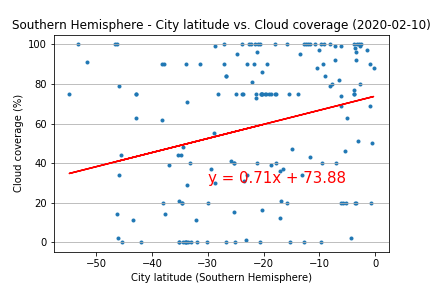 Southern Hemisphere - City latitude vs. Cloud coverage (2020-02-10)
100
80
60
40
20
0
Cloud coverage (%)
y = 0.71x + 73.88
−50 −40 −30 −20 −10 0
City latitude (Southern Hemisphere)